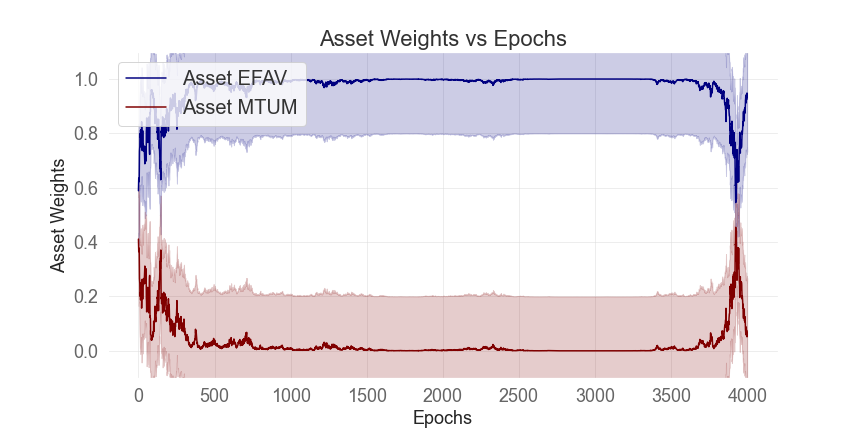 Asset Weights vs Epochs
Asset EFAV
Asset MTUM
Asset Weights
1.0
0.8
0.6
0.4
0.2
0.0
0 500 1000 1500 2000 2500 3000 3500 4000
Epochs